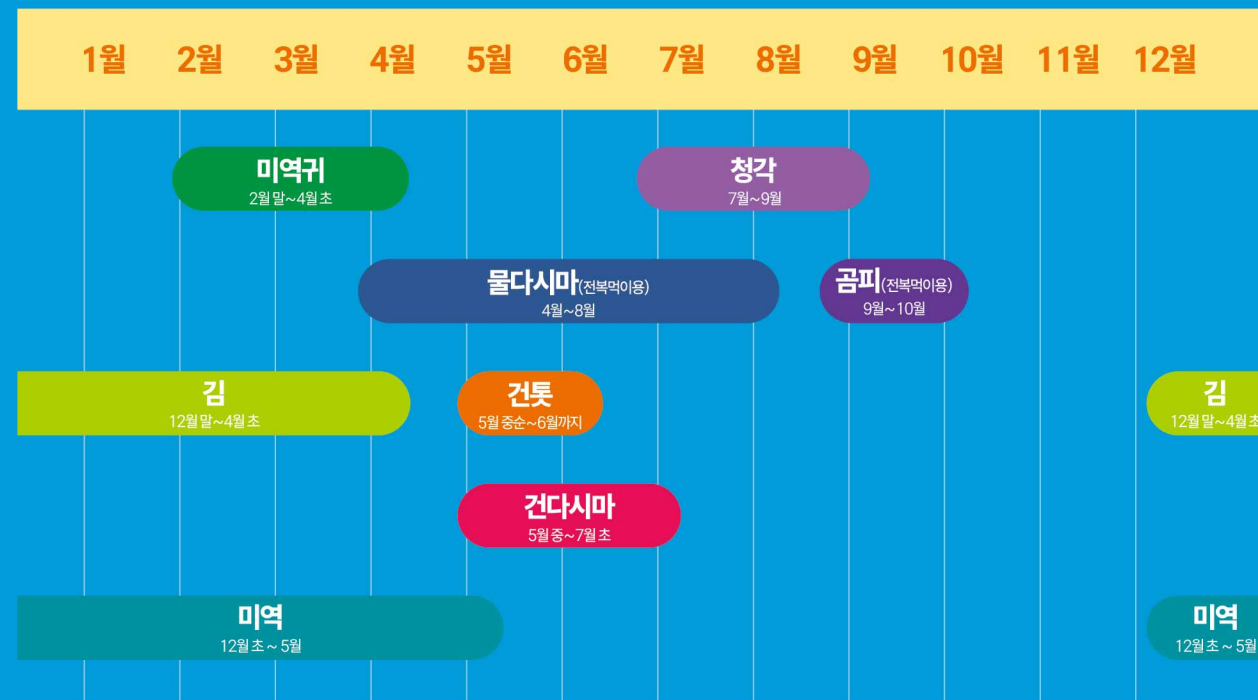 1월 2월 3월 4월 5월 6월 7월 8월 9월 10월 11월 12월
미역귀
2월 말~4월 초
청각
7월~9월
물다시마(전복먹이용)
4월~8월
곰피(전복먹이용)
9월~10월
김
12월 말~4월 초
건톳
5월 중순~6월까지
김
12월 말~4월 초
건다시마
5월 중~7월 초
미역
12월 초 ~ 5월
미역
12월 초 ~ 5월